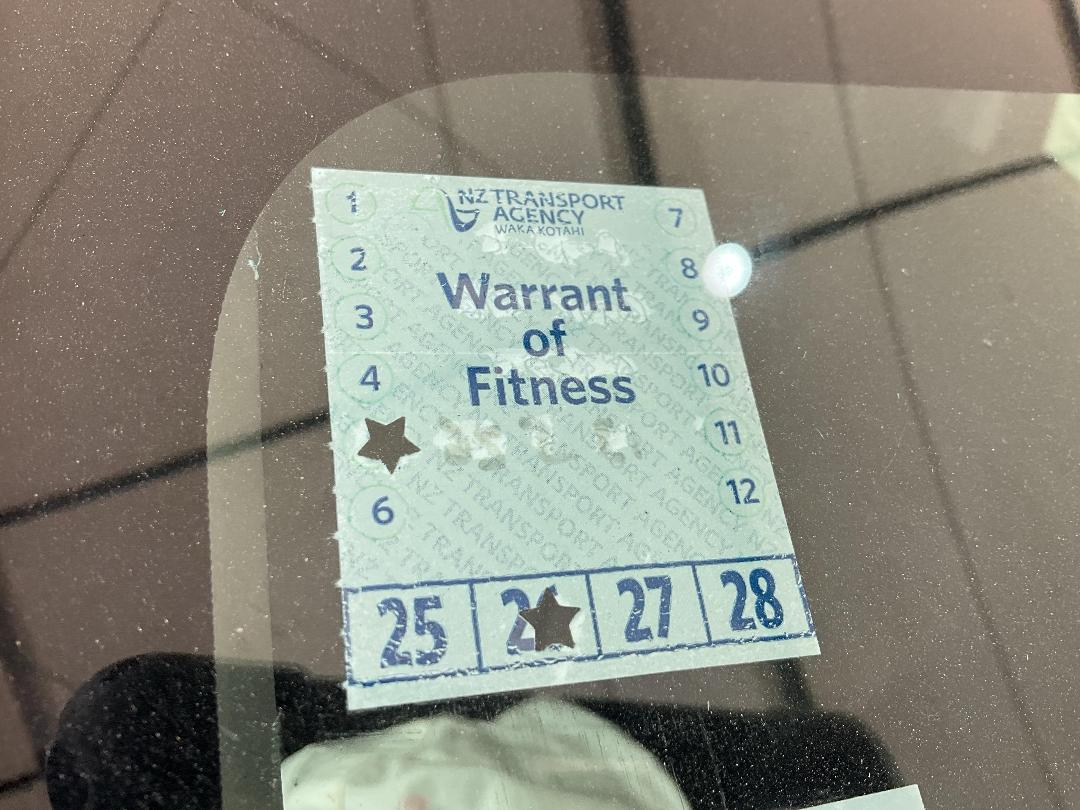 NZ TRANSPORT
AGENCY
WAKA KOTAHI
Warrant
of
Fitness
1
2
3
4
6
7
8
9
10
11
12
25
27
28